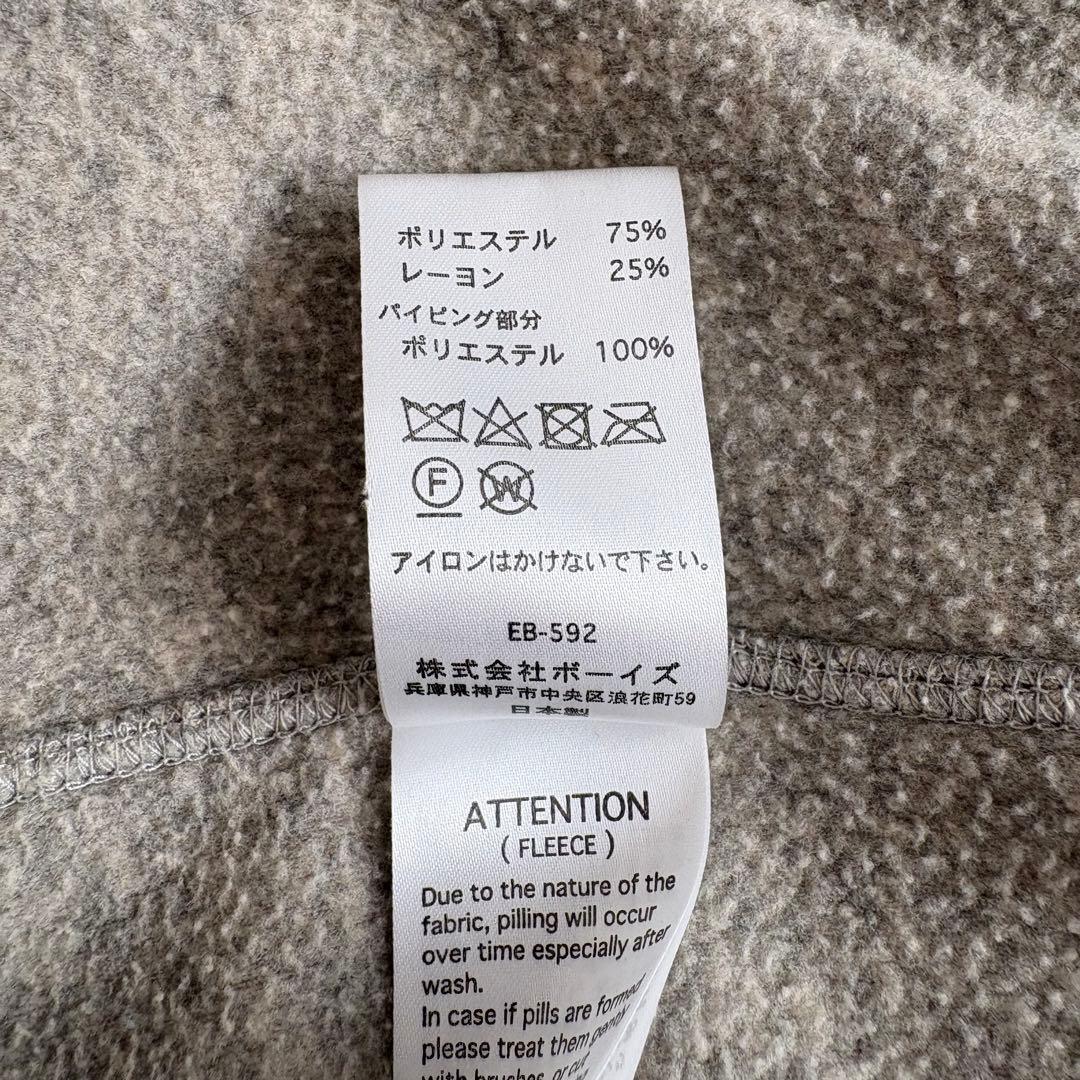 ポリエステル 75%
レーヨン 25%
パイピング部分
ポリエステル 100%
F W
アイロンはかけないで下さい。
EB-592
株式会社ボーイズ
兵庫県神戸市中央区浪花町59
日本製
ATTENTION
( FLEECE )
Due to the nature of the
fabric, pilling will occur
over time especially after
wash.
In case if pills are formed
please treat them gently
with brushes or cut